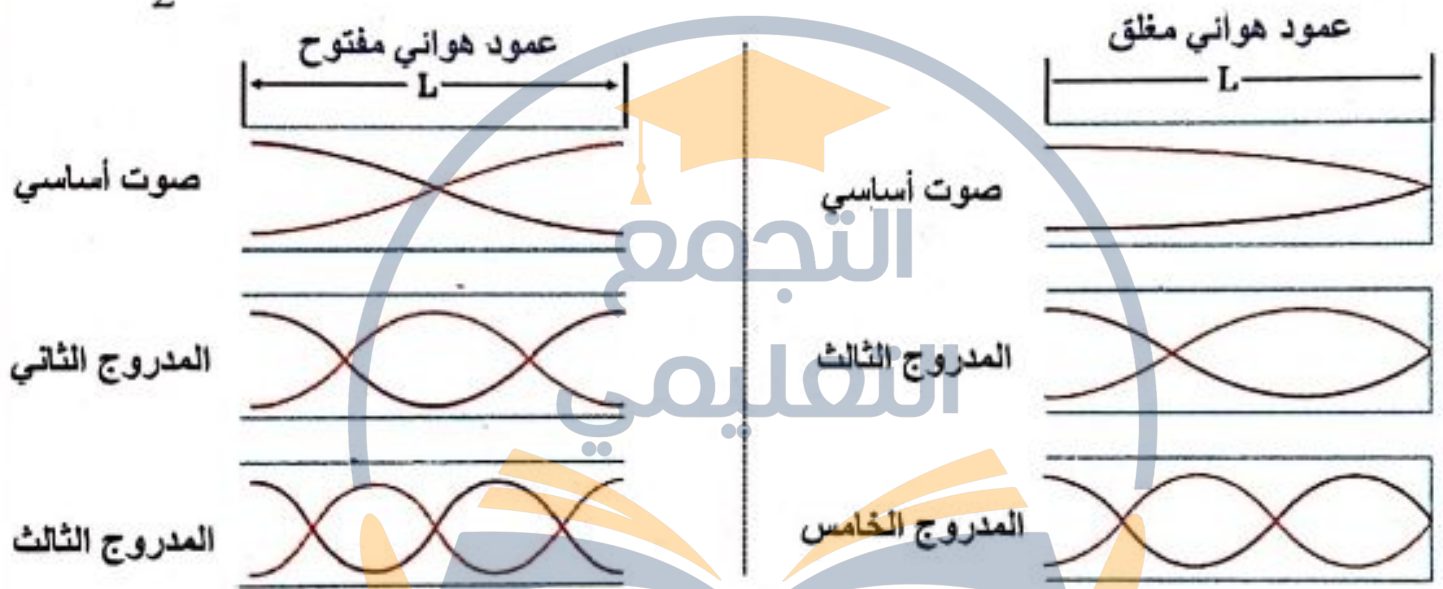 2
عمود هوائي مغلق
L
صوت أساسي
المدروج الثالث
المدروج الخامس
عمود هوائي مفتوح
L
صوت أساسي
المدروج الثاني
المدروج الثالث
التجمع
التعليمي